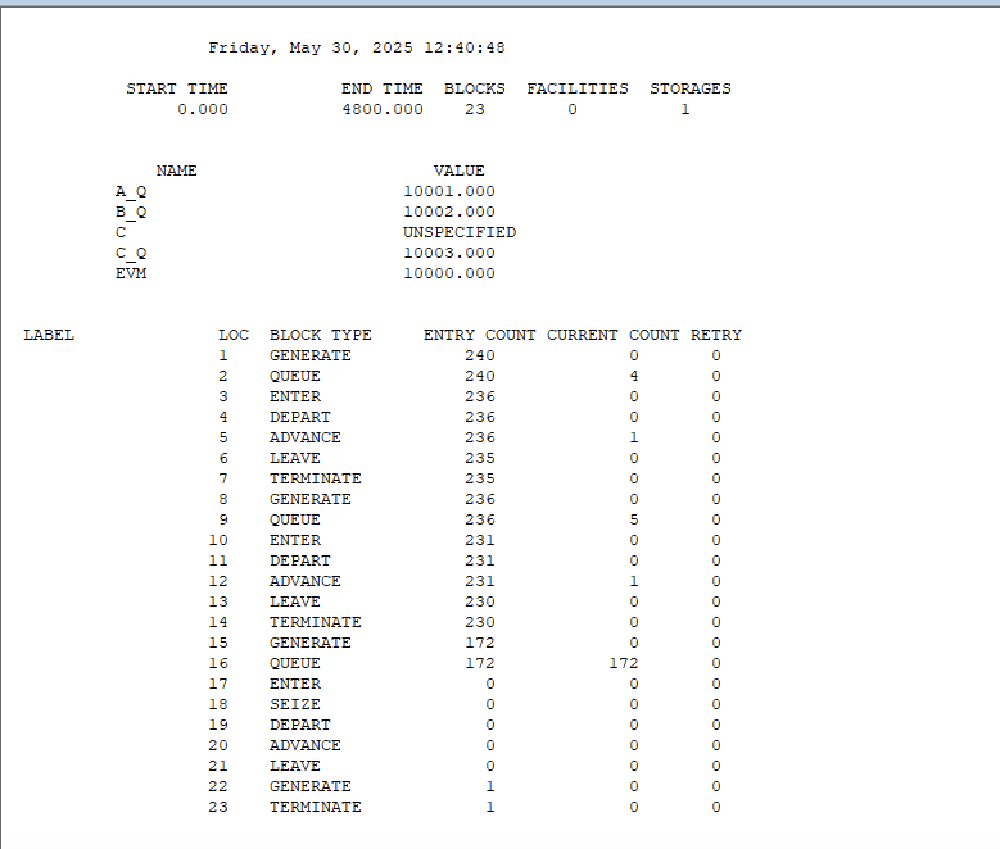 Friday, May 30, 2025 12:40:48
START TIME END TIME BLOCKS FACILITIES STORAGES
0.000 4800.000 23 0 1
NAME VALUE
A_Q 10001.000
B_Q 10002.000
C UNSPECIFIED
C_Q 10003.000
EVM 10000.000
LABEL LOC BLOCK TYPE ENTRY COUNT CURRENT COUNT RETRY
1 GENERATE 240 0 0
2 QUEUE 240 4 0
3 ENTER 236 0 0
4 DEPART 236 0 0
5 ADVANCE 236 1 0
6 LEAVE 235 0 0
7 TERMINATE 235 0 0
8 GENERATE 236 0 0
9 QUEUE 236 5 0
10 ENTER 231 0 0
11 DEPART 231 0 0
12 ADVANCE 231 1 0
13 LEAVE 230 0 0
14 TERMINATE 230 0 0
15 GENERATE 172 0 0
16 QUEUE 172 172 0
17 ENTER 0 0 0
18 SEIZE 0 0 0
19 DEPART 0 0 0
20 ADVANCE 0 0 0
21 LEAVE 0 0 0
22 GENERATE 1 0 0
23 TERMINATE 1 0 0